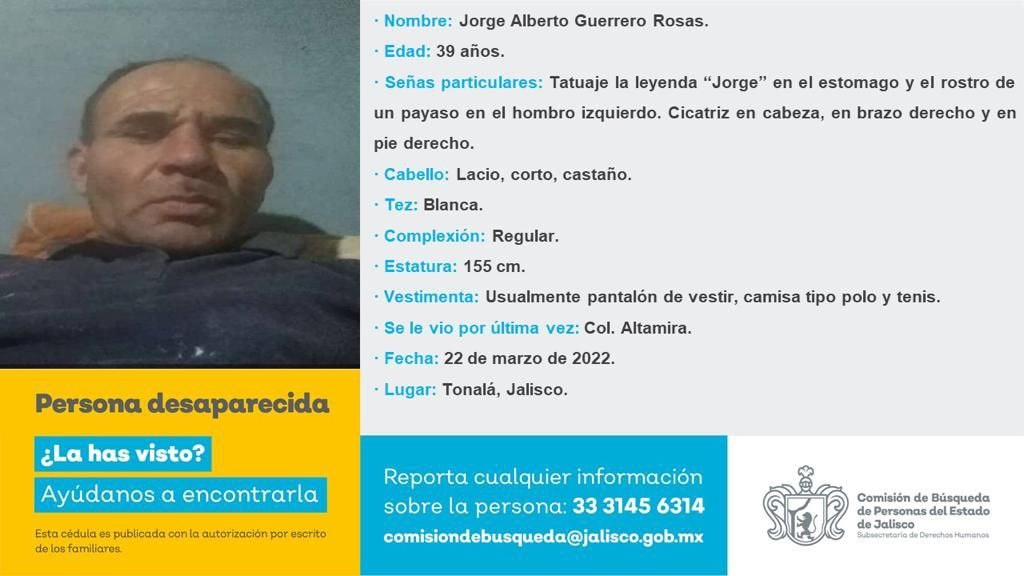 · Nombre: Jorge Alberto Guerrero Rosas.
· Edad: 39 años.
· Señas particulares: Tatuaje la leyenda “Jorge” en el estomago y el rostro de
un payaso en el hombro izquierdo. Cicatriz en cabeza, en brazo derecho y en
pie derecho.
· Cabello: Lacio, corto, castaño.
· Tez: Blanca.
· Complexión: Regular.
· Estatura: 155 cm.
· Vestimenta: Usualmente pantalón de vestir, camisa tipo polo y tenis.
· Se le vio por última vez: Col. Altamira.
· Fecha: 22 de marzo de 2022.
· Lugar: Tonalá, Jalisco.
Persona desaparecida
¿La has visto?
Ayúdanos a encontrarla
Esta cédula es publicada con la autorización por escrito
de los familiares.
Reporta cualquier información
sobre la persona: 33 3145 6314
comisiondebusqueda@jalisco.gob.mx
Comisión de Búsqueda
de Personas del Estado
de Jalisco
Subsecretaría de Derechos Humanos